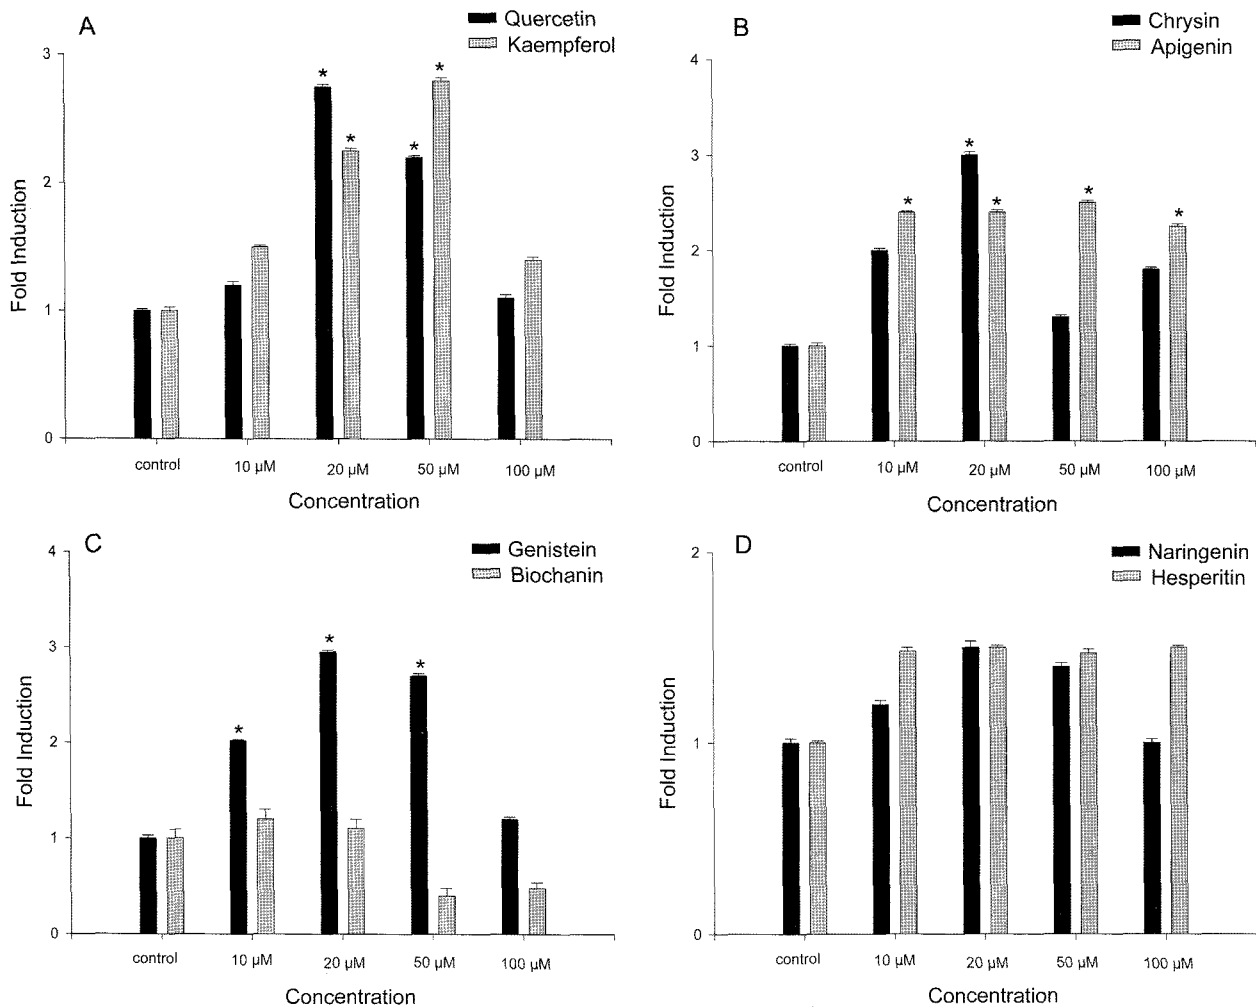 A
Quercetin
Kaempferol
3
*
*
*
*
2
1
0
Fold Induction
control
10 µM
20 µM
50 µM
100 µM
Concentration
B
Chrysin
Apigenin
4
3
*
*
*
*
*
2
1
0
Fold Induction
control
10 µM
20 µM
50 µM
100 µM
Concentration
C
Genistein
Biochanin
4
3
*
*
*
2
1
0
Fold Induction
control
10 µM
20 µM
50 µM
100 µM
Concentration
D
Naringenin
Hesperitin
2
1
0
Fold Induction
control
10 µM
20 µM
50 µM
100 µM
Concentration